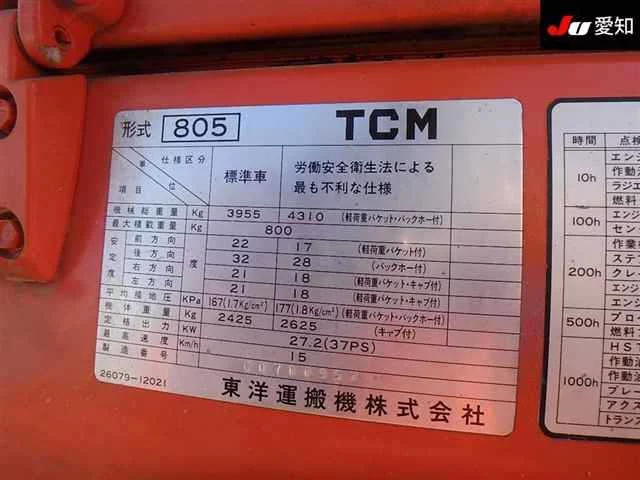 JU 愛知
形式 805 TCM
仕様区分 標準車 労働安全衛生法による
車
項目 単位 最も不利な仕様
機械総重量 Kg 3955 4310 (軽荷重バケット・バックホー付)
最大積載重量 Kg 800
安定度 前方向 度 22 17 (軽荷重バケット付)
後方向 32 28 (バックホー付)
右方向 21 18 (軽荷重バケット・キャブ付)
左方向 21 18 (軽荷重バケット・キャブ付)
平均接地圧 KPa 167(1.7Kg/cm²) 177(1.8Kg/cm²) (軽荷重バケット・バックホー付)
機体重量 Kg 2425 2625 (キャブ付)
定格出力 KW 27.2(37PS)
最高速度 Km/h 15
製造番号
26079-12021
東洋運搬機株式会社
時間 点検
10h エン
作動
ラジ
燃料
100h エン
セン
200h 作業
ステ
クレ
エン
エン
500h プロ
燃料
1000h HST
作動
作動
ブレー
アク
トランス